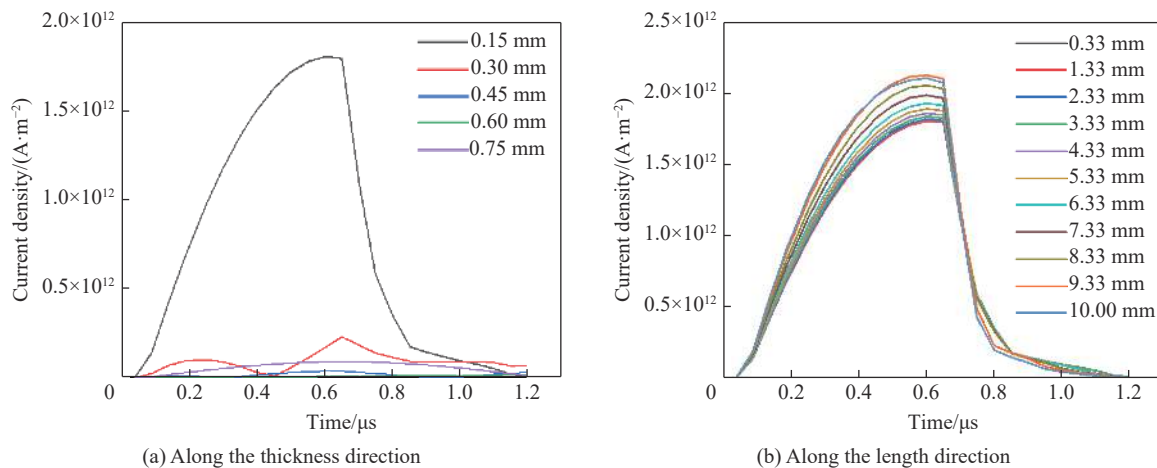 2.0×10¹²
1.5×10¹²
1.0×10¹²
0.5×10¹²
0
Current density/(A·m⁻²)
0.15 mm
0.30 mm
0.45 mm
0.60 mm
0.75 mm
0.2 0.4 0.6 0.8 1.0 1.2
Time/μs
(a) Along the thickness direction
2.5×10¹²
2.0×10¹²
1.5×10¹²
1.0×10¹²
0.5×10¹²
0
Current density/(A·m⁻²)
0.33 mm
1.33 mm
2.33 mm
3.33 mm
4.33 mm
5.33 mm
6.33 mm
7.33 mm
8.33 mm
9.33 mm
10.00 mm
0.2 0.4 0.6 0.8 1.0 1.2
Time/μs
(b) Along the length direction